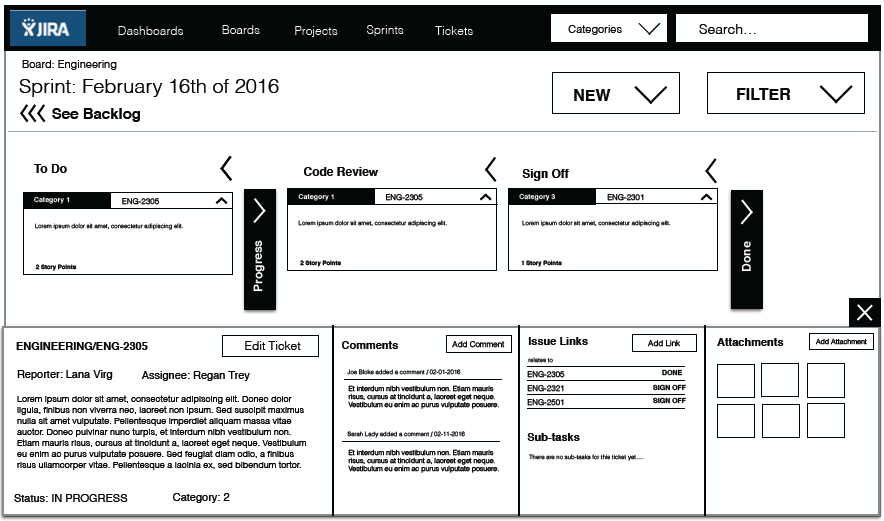 JIRA
Dashboards Boards Projects Sprints Tickets Categories Search...
Board: Engineering
Sprint: February 16th of 2016
See Backlog
NEW
FILTER
To Do
Category 1 ENG-2305
Lorem ipsum dolor sit amet, consectetur adipiscing elit.
2 Story Points
Progress
Code Review
Category 1 ENG-2305
Lorem ipsum dolor sit amet, consectetur adipiscing elit.
2 Story Points
Sign Off
Category 3 ENG-2301
Lorem ipsum dolor sit amet, consectetur adipiscing elit.
1 Story Points
Done
ENGINEERING/ENG-2305
Edit Ticket
Reporter: Lana Virg Assignee: Regan Trey
Lorem ipsum dolor sit amet, consectetur adipiscing elit. Donec dolor
ligula, finibus non viverra nec, laoreet non ipsum. Sed suscipit maximus
nulla sit amet vulputate. Pellentesque imperdiet aliquam massa vitae
auctor. Donec pulvinar nunc turpis, et interdum nibh vestibulum non.
Etiam mauris risus, cursus at tincidunt a, laoreet eget neque. Vestibulum
eu enim ac purus vulputate posuere. Sed feugiat diam odio, a finibus
risus ullamcorper vitae. Pellentesque a lacinia ex, sed bibendum tortor.
Status: IN PROGRESS Category: 2
Comments
Add Comment
Joe Bloke added a comment / 02-01-2016
Et interdum nibh vestibulum non. Etiam mauris
risus, cursus at tincidunt a, laoreet eget neque.
Vestibulum eu enim ac purus vulputate posuere.
Sarah Lady added a comment / 02-11-2016
Et interdum nibh vestibulum non. Etiam mauris
risus, cursus at tincidunt a, laoreet eget neque.
Vestibulum eu enim ac purus vulputate posuere.
Issue Links
Add Link
relates to
ENG-2305 DONE
ENG-2321 SIGN OFF
ENG-2501 SIGN OFF
Sub-tasks
There are no sub-tasks for this ticket yet....
Attachments
Add Attachment